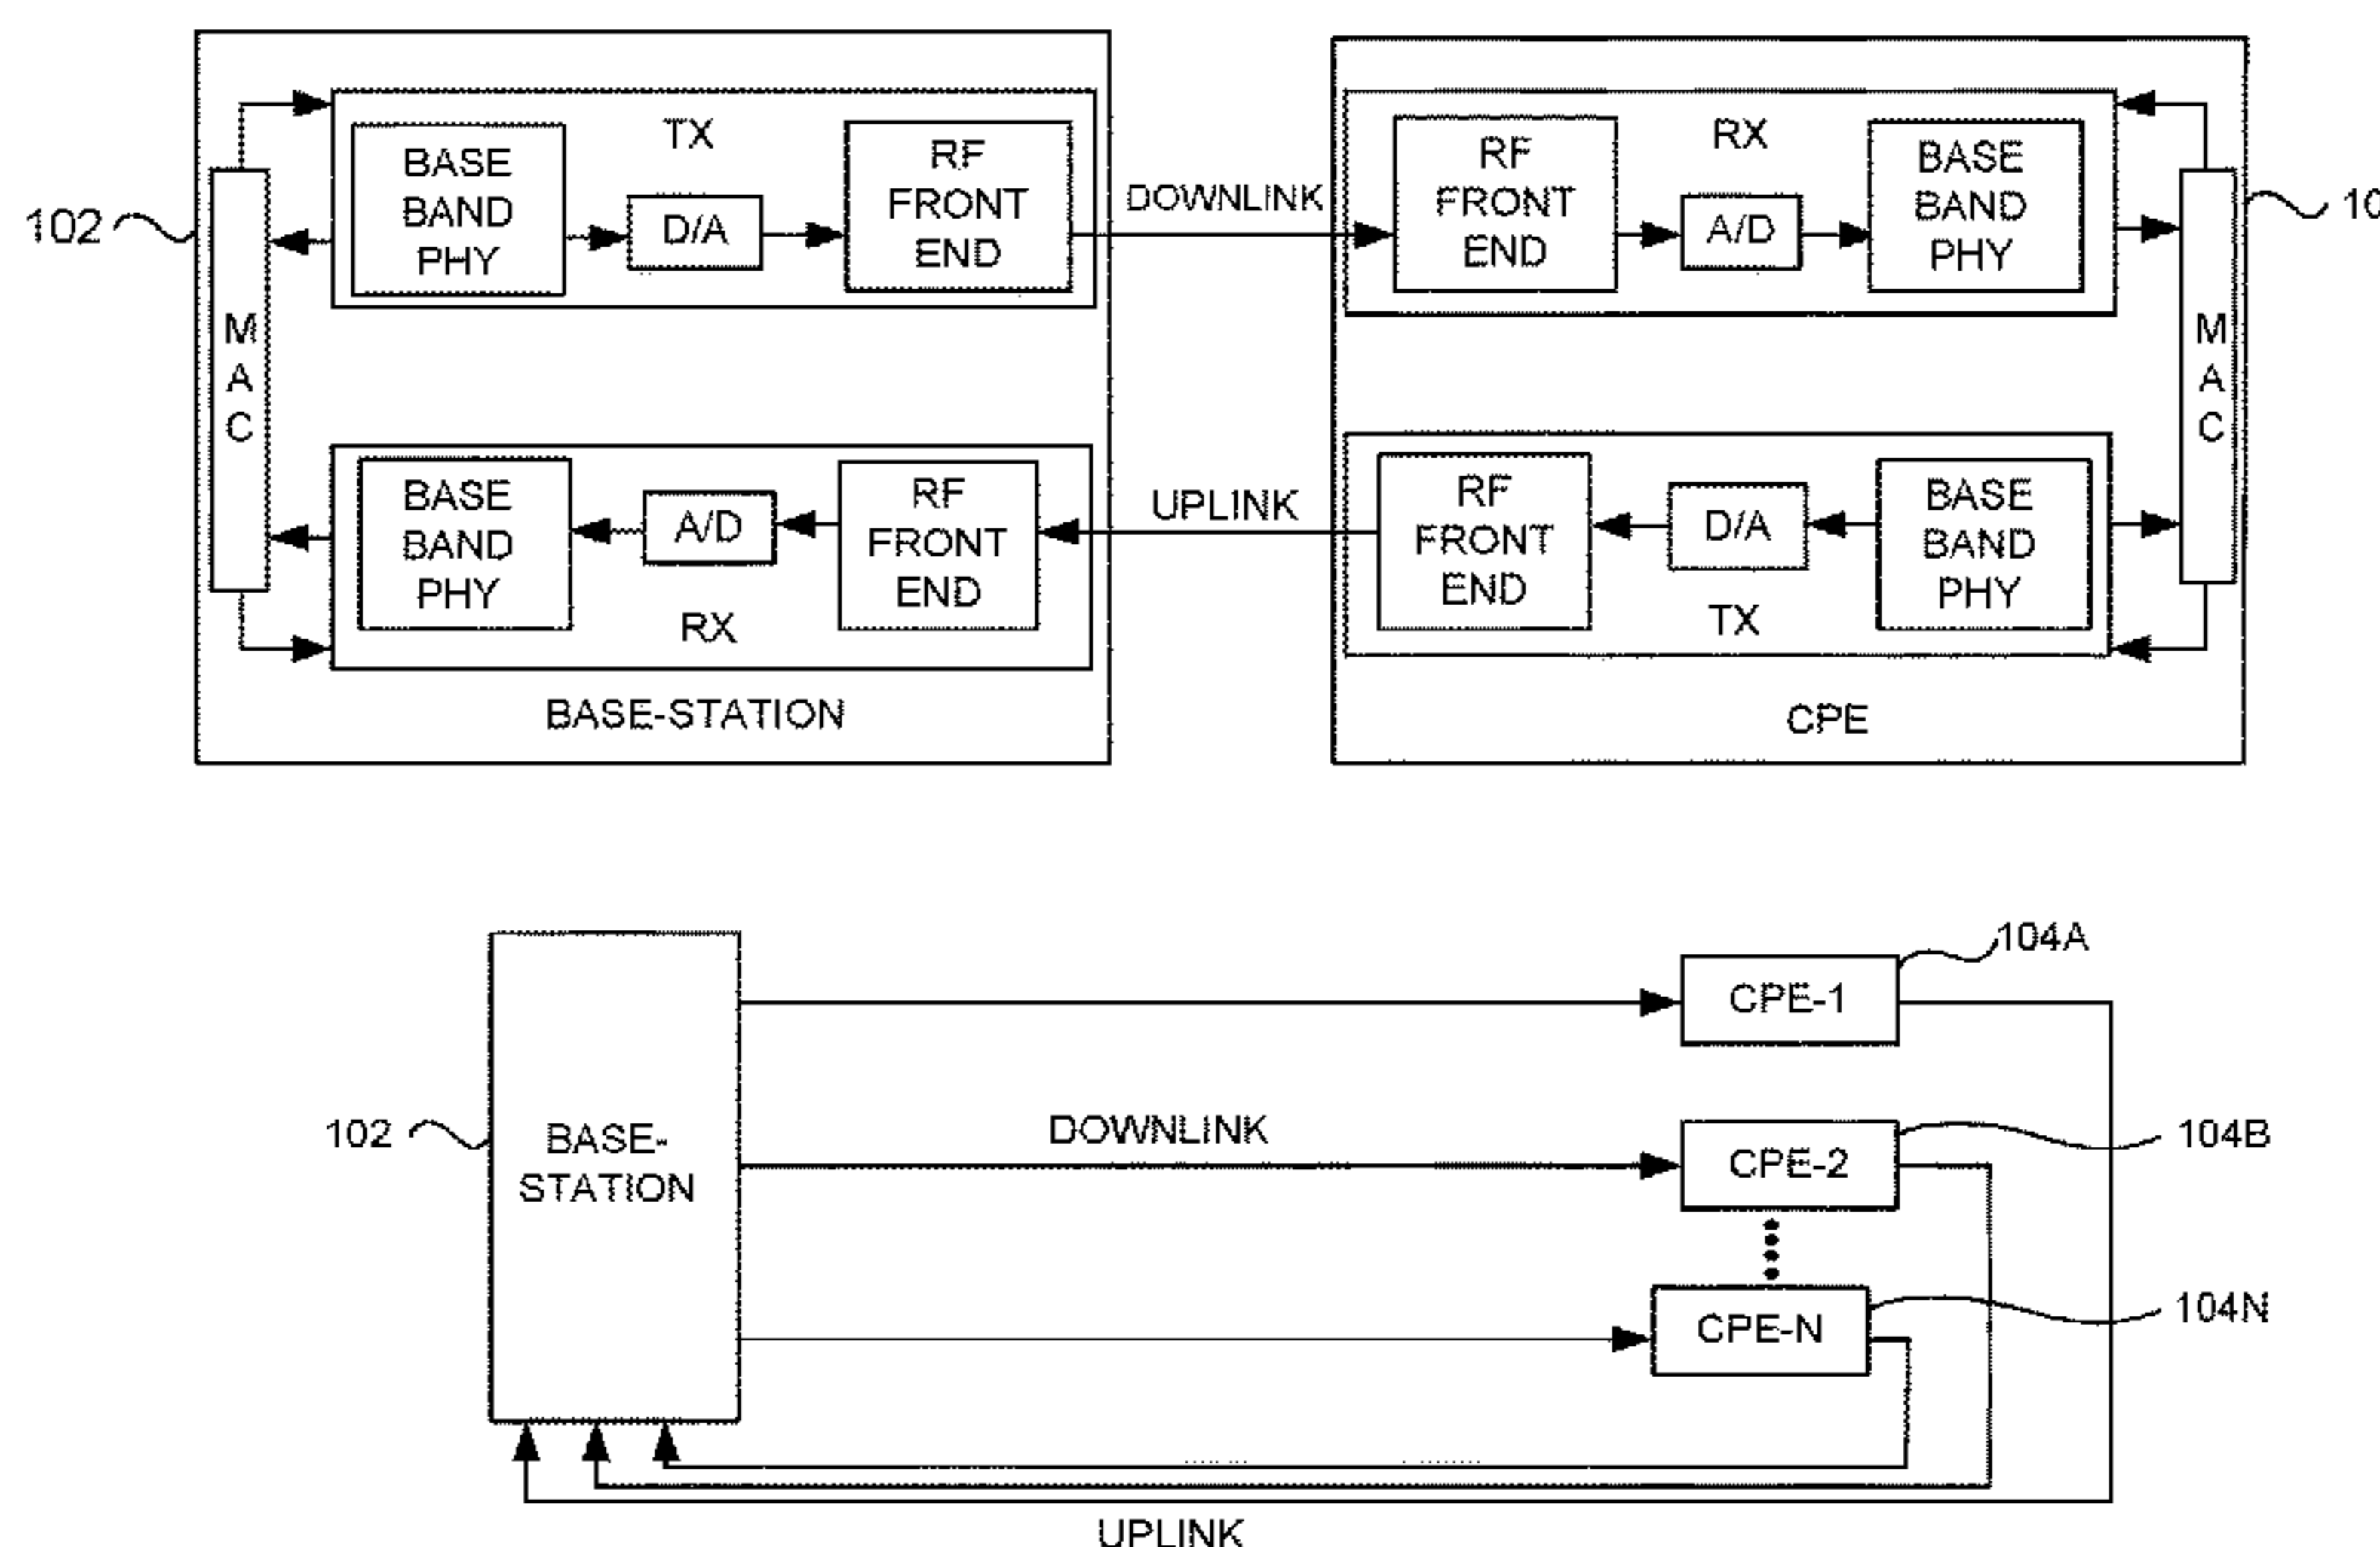 TX
BASE
BAND
PHY
D/A
RF
FRONT
END
DOWNLINK
RF
FRONT
END
RX
A/D
BASE
BAND
PHY
102
M
A
C
M
A
C
BASE
BAND
PHY
A/D
RX
RF
FRONT
END
UPLINK
RF
FRONT
END
D/A
TX
BASE
BAND
PHY
BASE-STATION
CPE
104A
CPE-1
102
BASE-
STATION
DOWNLINK
CPE-2
104B
CPE-N
104N
UPLINK